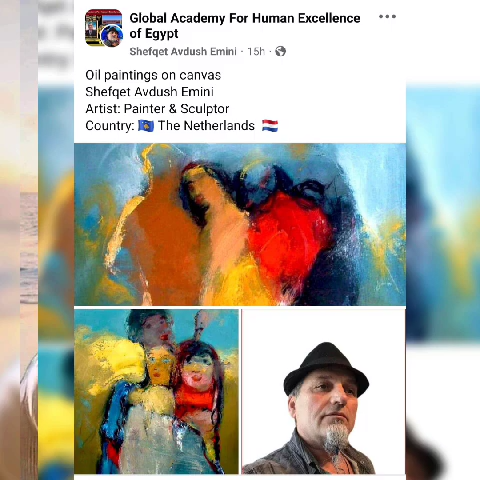 Global Academy For Human Excellence
of Egypt
Shefqet Avdush Emini · 15h ·
Oil paintings on canvas
Shefqet Avdush Emini
Artist: Painter & Sculptor
Country: 🇽🇰 The Netherlands 🇳🇱